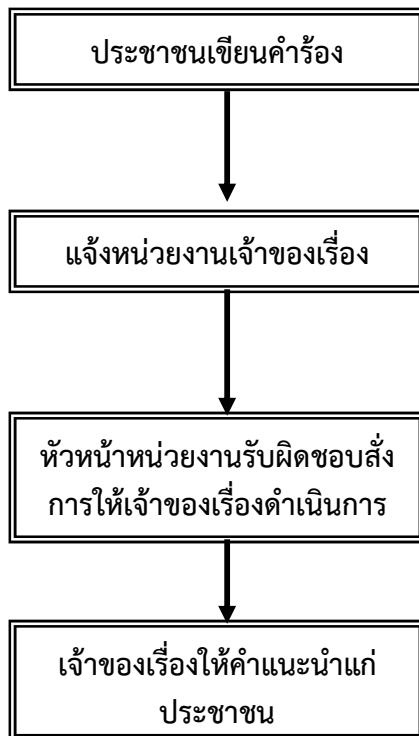 ประชาชนเขียนคำร้อง
แจ้งหน่วยงานเจ้าของเรื่อง
หัวหน้าหน่วยงานรับผิดชอบสั่ง
การให้เจ้าของเรื่องดำเนินการ
เจ้าของเรื่องให้คำแนะนำแก่
ประชาชน